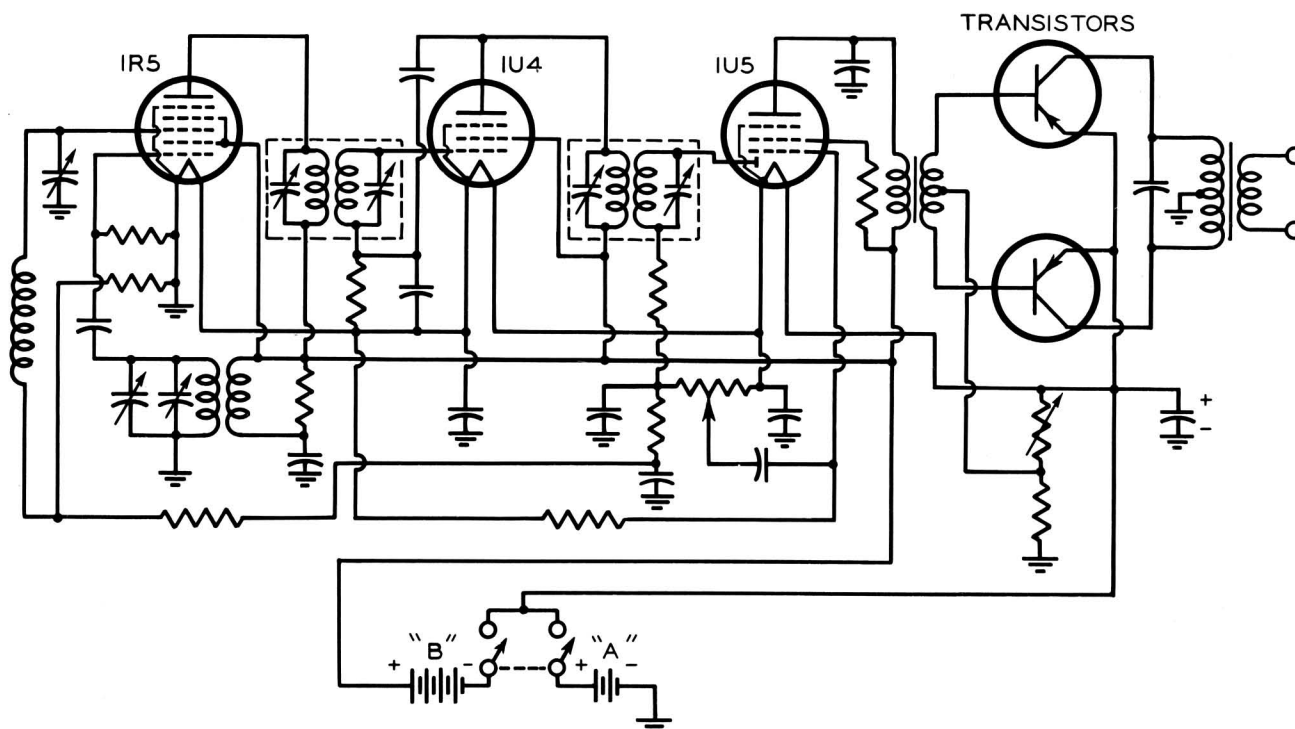 TRANSISTORS
IR5
IU4
IU5
+
-
"B"
"A"
+ -
+ -